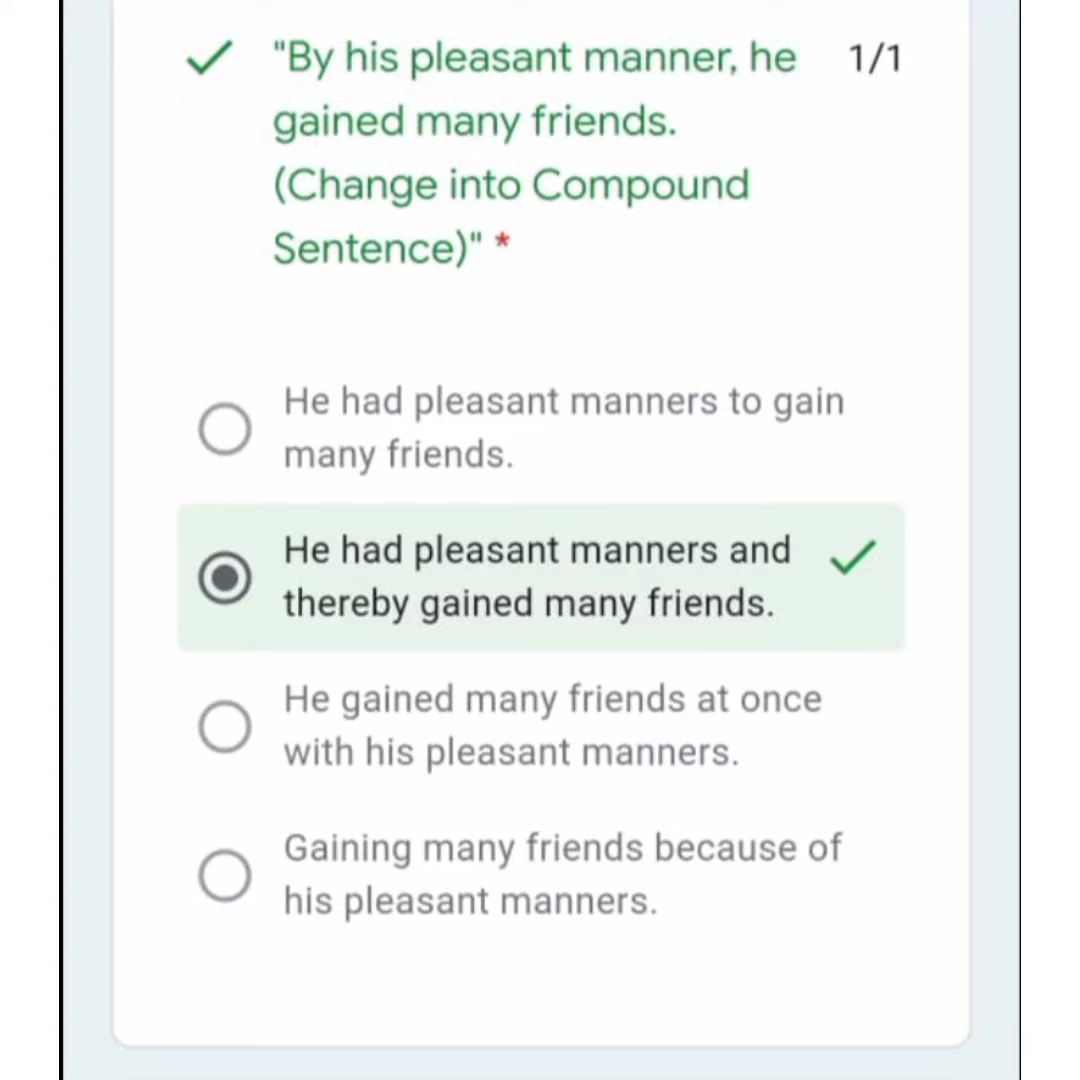 "By his pleasant manner, he 1/1
gained many friends.
(Change into Compound
Sentence)" *
He had pleasant manners to gain
many friends.
He had pleasant manners and
thereby gained many friends.
He gained many friends at once
with his pleasant manners.
Gaining many friends because of
his pleasant manners.